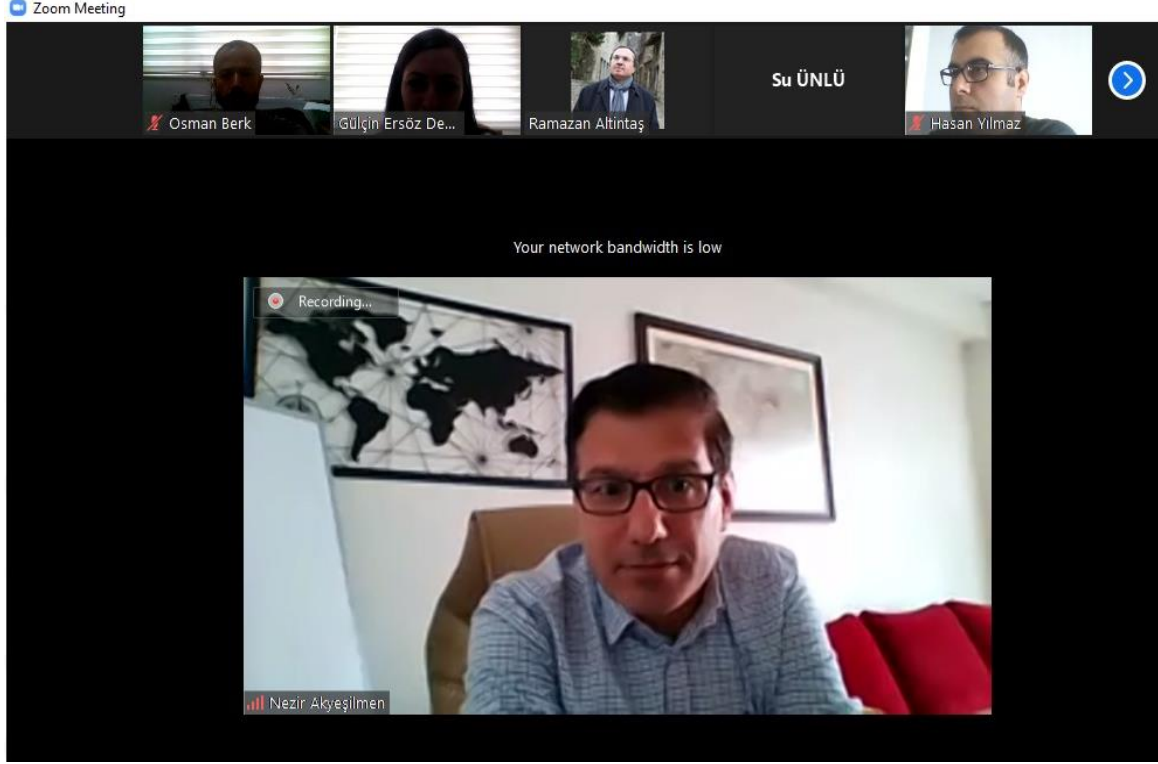 Zoom Meeting
Su ÜNLÜ
Osman Berk
Gülçin Ersöz De...
Ramazan Altintaş
Hasan Yılmaz
Your network bandwidth is low
Recording...
Nezir Akyeşilmen